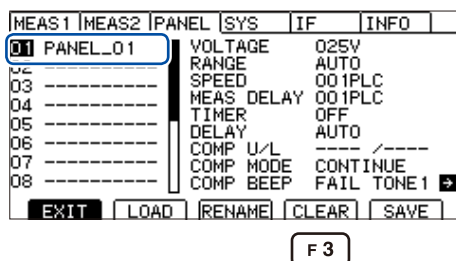 MEAS1 MEAS2 PANEL SYS IF INFO
01 PANEL_01 VOLTAGE 025V
02 ---------- RANGE AUTO
03 ---------- SPEED 001PLC
04 ---------- MEAS DELAY 001PLC
05 ---------- TIMER OFF
06 ---------- DELAY AUTO
07 ---------- COMP U/L ---- /----
08 ---------- COMP MODE CONTINUE
COMP BEEP FAIL TONE1
EXIT LOAD RENAME CLEAR SAVE
F3